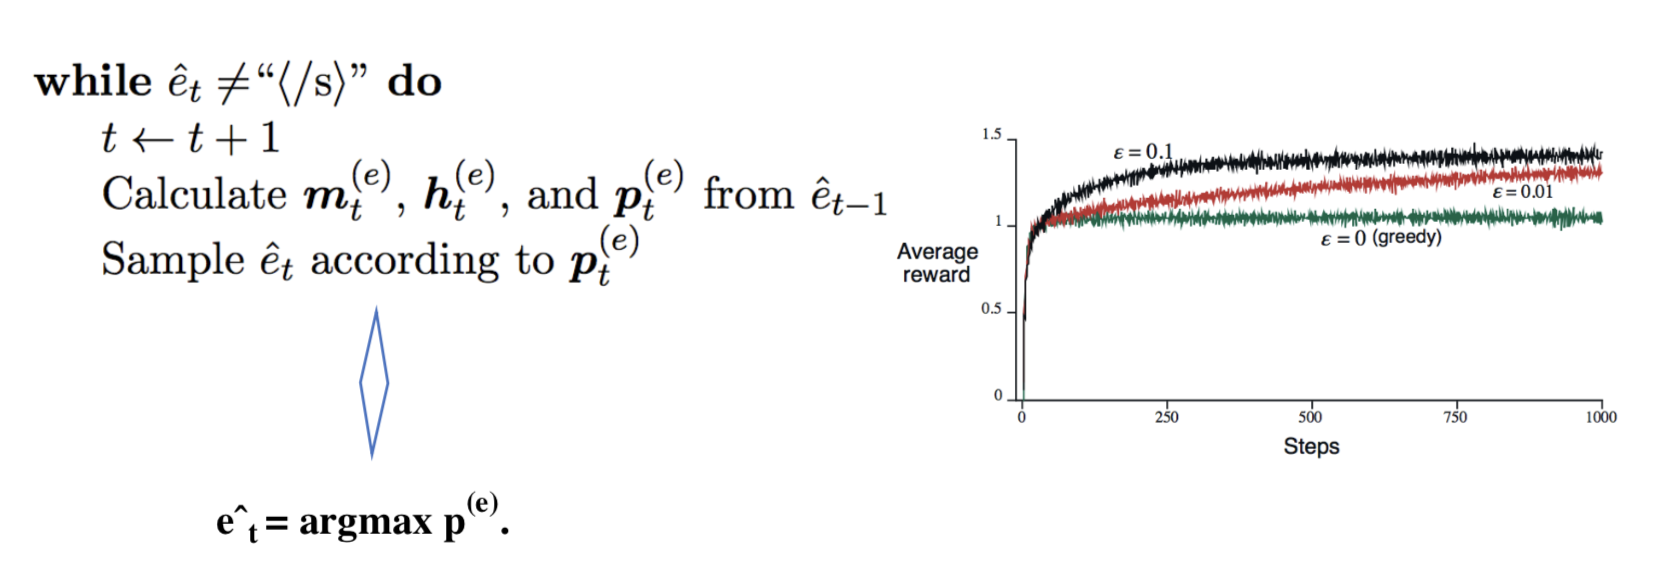 while ê_t ≠ “⟨/s⟩” do
t ← t + 1
Calculate m_t^(e), h_t^(e), and p_t^(e) from ê_{t−1}
Sample ê_t according to p_t^(e)
e^_t = argmax p^(e).
1.5
ε = 0.1
ε = 0.01
1
ε = 0 (greedy)
Average
reward
0.5
0
0 250 500 750 1000
Steps